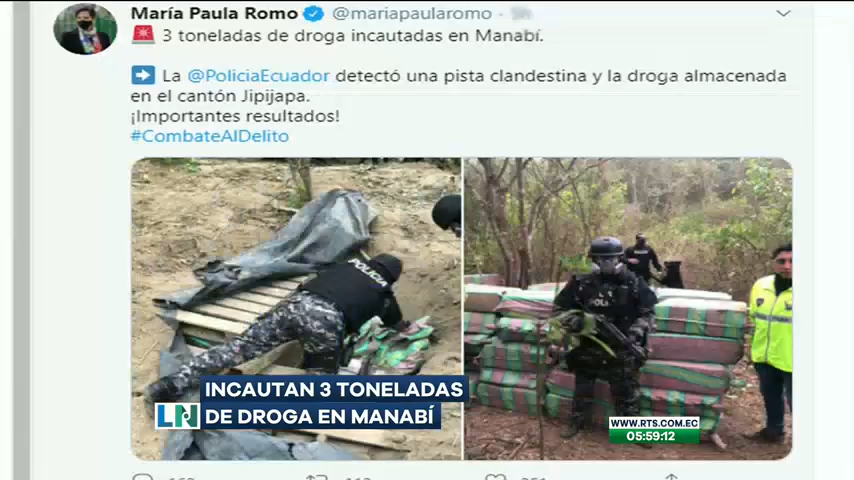 María Paula Romo @mariapaularomo ·
3 toneladas de droga incautadas en Manabí.
La @PoliciaEcuador detectó una pista clandestina y la droga almacenada
en el cantón Jipijapa.
¡Importantes resultados!
#CombateAlDelito
POLICIA
POLI
INCAUTAN 3 TONELADAS
DE DROGA EN MANABÍ
LN
WWW.RTS.COM.EC
05:59:12